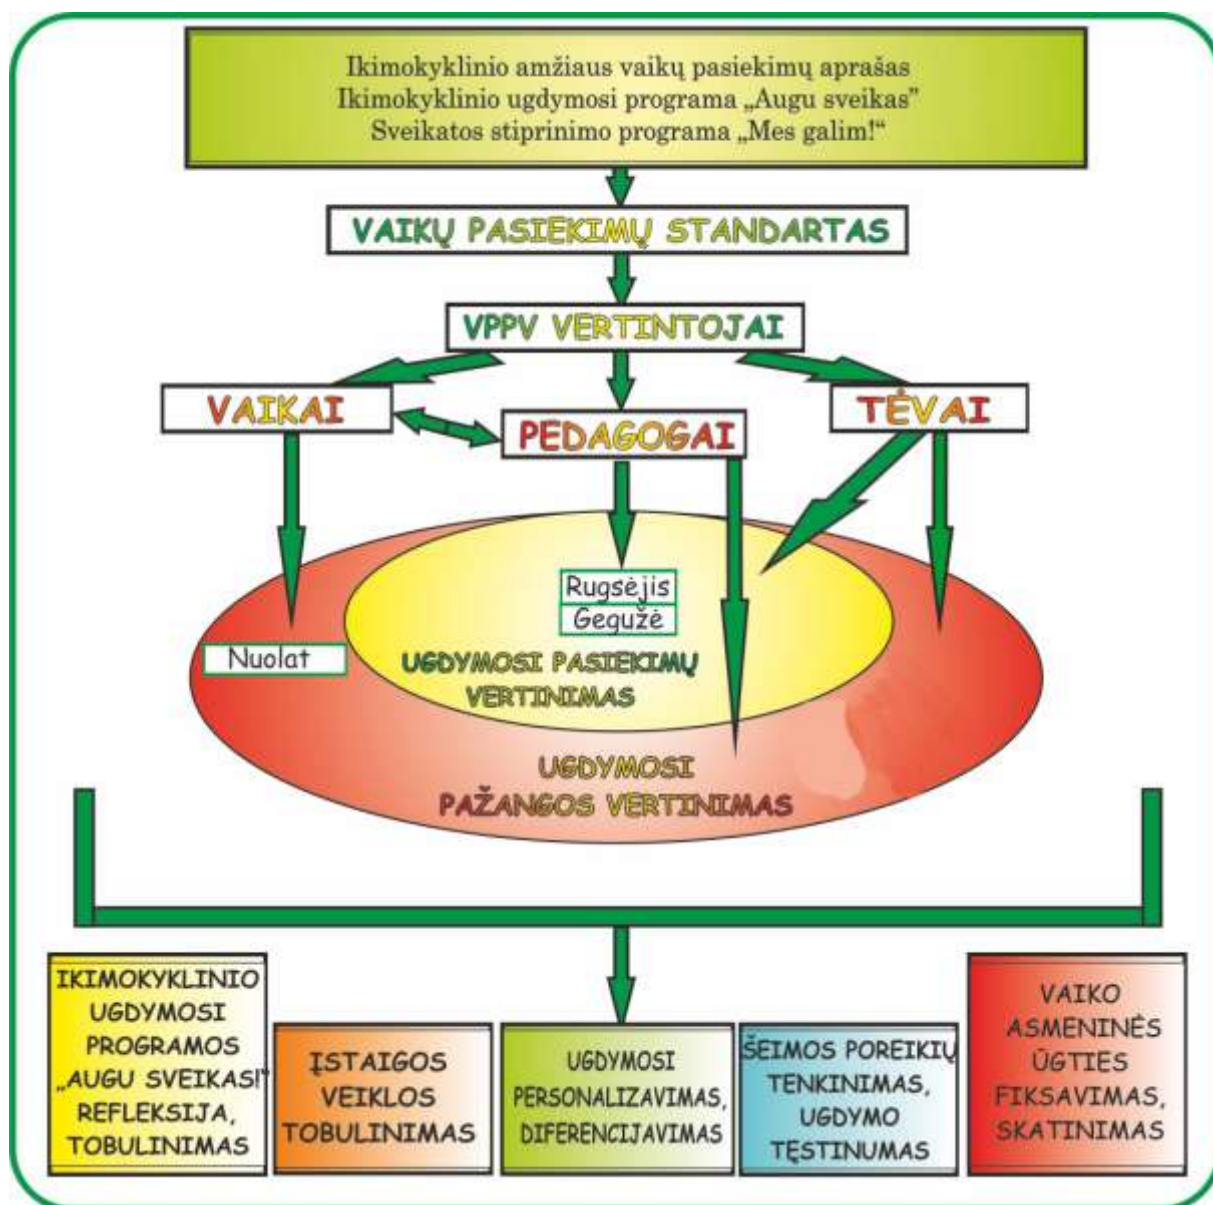 Ikimokyklinio amžiaus vaikų pasiekimų aprašas
Ikimokyklinio ugdymosi programa „Augu sveikas”
Sveikatos stiprinimo programa „Mes galim!“
VAIKŲ PASIEKIMŲ STANDARTAS
VPPV VERTINTOJAI
VAIKAI
PEDAGOGAI
TĖVAI
Rugsėjis
Gegužė
Nuolat
UGDYMOSI PASIEKIMŲ
VERTINIMAS
UGDYMOSI
PAŽANGOS VERTINIMAS
IKIMOKYKLINIO
UGDYMOSI
PROGRAMOS
„AUGU SVEIKAS!“
REFLEKSIJA,
TOBULINIMAS
ĮSTAIGOS
VEIKLOS
TOBULINIMAS
UGDYMOSI
PERSONALIZAVIMAS,
DIFERENCIJAVIMAS
ŠEIMOS POREIKIŲ
TENKINIMAS,
UGDYMO
TĘSTINUMAS
VAIKO
ASMENINĖS
ŪGTIES
FIKSAVIMAS,
SKATINIMAS